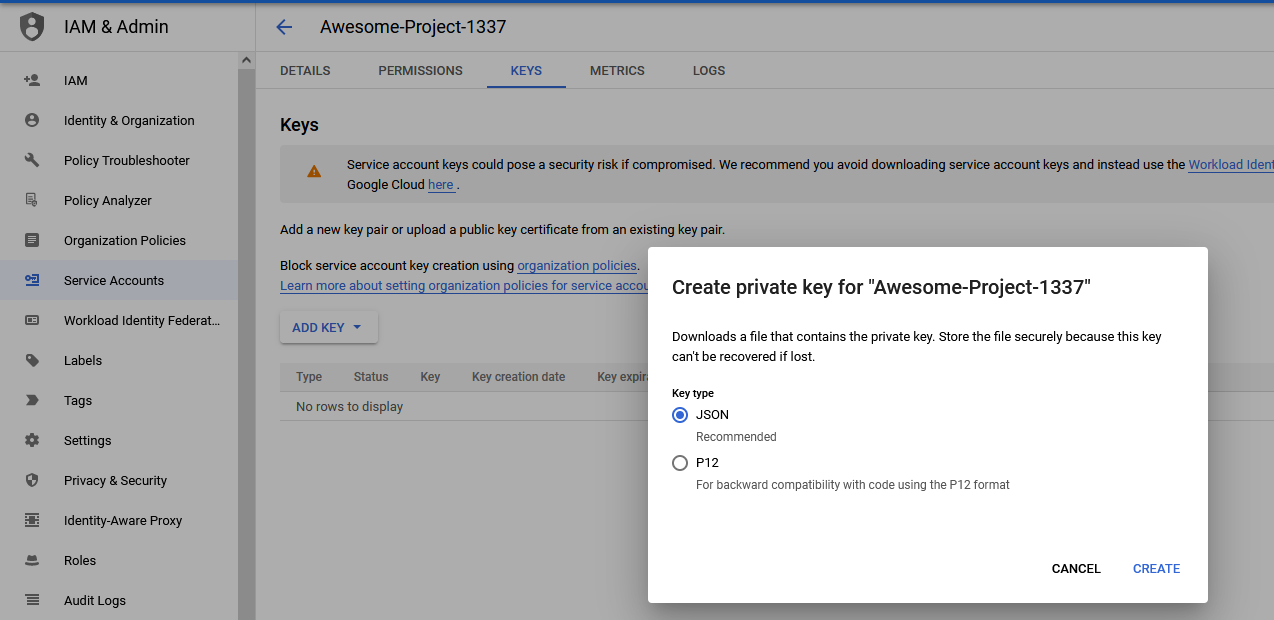 IAM & Admin
Awesome-Project-1337
IAM
Identity & Organization
Policy Troubleshooter
Policy Analyzer
Organization Policies
Service Accounts
Workload Identity Federat...
Labels
Tags
Settings
Privacy & Security
Identity-Aware Proxy
Roles
Audit Logs
DETAILS PERMISSIONS KEYS METRICS LOGS
Keys
Service account keys could pose a security risk if compromised. We recommend you avoid downloading service account keys and instead use the Workload Ident
Google Cloud here .
Add a new key pair or upload a public key certificate from an existing key pair.
Block service account key creation using organization policies.
Learn more about setting organization policies for service accou
ADD KEY
Type Status Key Key creation date Key expira
No rows to display
Create private key for "Awesome-Project-1337"
Downloads a file that contains the private key. Store the file securely because this key
can't be recovered if lost.
Key type
JSON
Recommended
P12
For backward compatibility with code using the P12 format
CANCEL CREATE